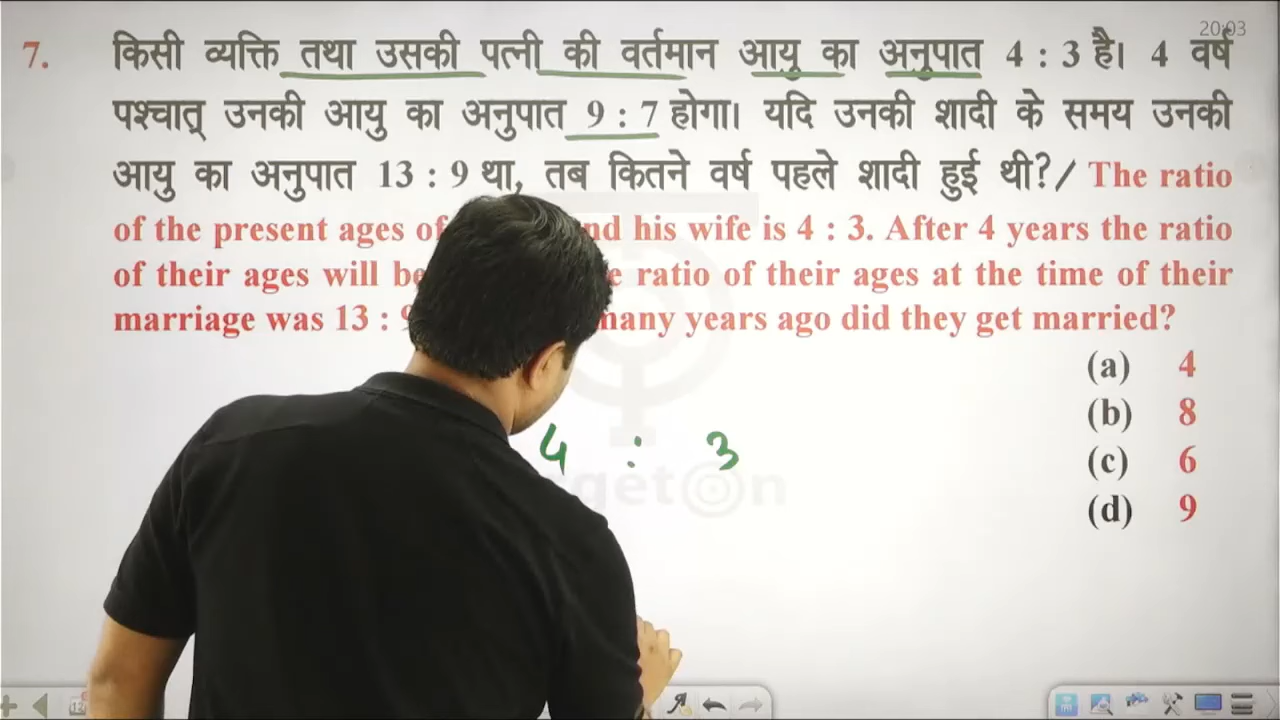 20:03
7. किसी व्यक्ति तथा उसकी पत्नी की वर्तमान आयु का अनुपात 4 : 3 है। 4 वर्ष
पश्चात् उनकी आयु का अनुपात 9 : 7 होगा। यदि उनकी शादी के समय उनकी
आयु का अनुपात 13 : 9 था, तब कितने वर्ष पहले शादी हुई थी?/ The ratio
of the present ages of nd his wife is 4 : 3. After 4 years the ratio
of their ages will be e ratio of their ages at the time of their
marriage was 13 : 9 many years ago did they get married?
(a) 4
(b) 8
(c) 6
(d) 9
4 : 3